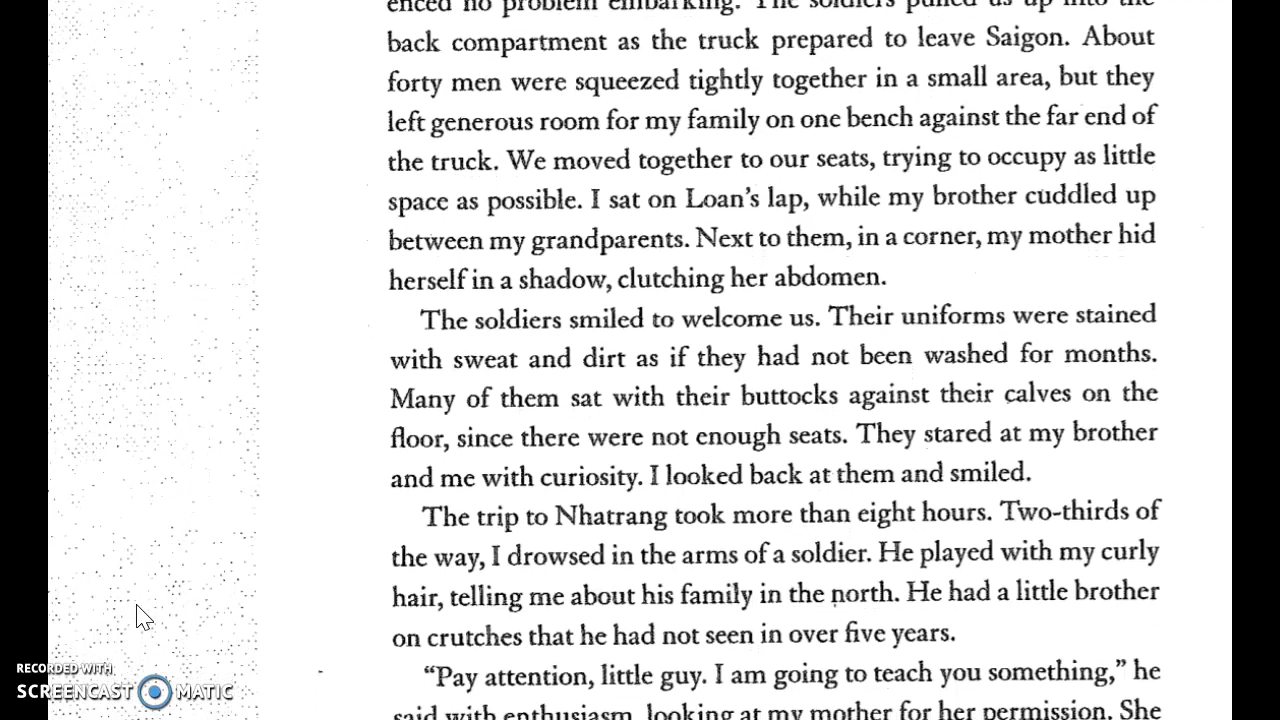 enced no problem embarking. The soldiers pulled us up into the
back compartment as the truck prepared to leave Saigon. About
forty men were squeezed tightly together in a small area, but they
left generous room for my family on one bench against the far end of
the truck. We moved together to our seats, trying to occupy as little
space as possible. I sat on Loan's lap, while my brother cuddled up
between my grandparents. Next to them, in a corner, my mother hid
herself in a shadow, clutching her abdomen.
The soldiers smiled to welcome us. Their uniforms were stained
with sweat and dirt as if they had not been washed for months.
Many of them sat with their buttocks against their calves on the
floor, since there were not enough seats. They stared at my brother
and me with curiosity. I looked back at them and smiled.
The trip to Nhatrang took more than eight hours. Two-thirds of
the way, I drowsed in the arms of a soldier. He played with my curly
hair, telling me about his family in the north. He had a little brother
on crutches that he had not seen in over five years.
“Pay attention, little guy. I am going to teach you something,” he
said with enthusiasm, looking at my mother for her permission. She
RECORDED WITH
SCREENCAST MATIC